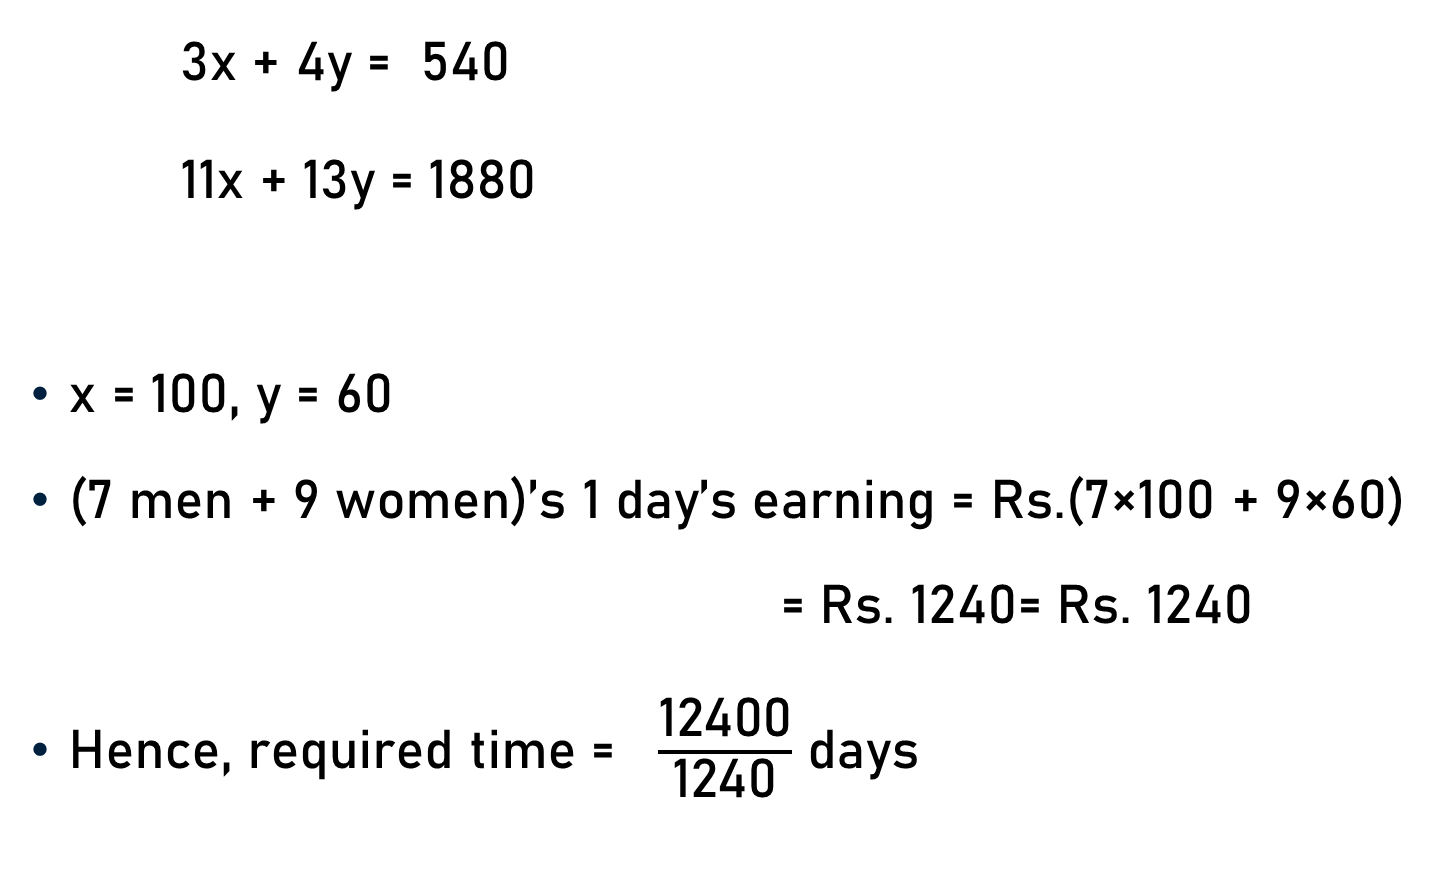 3x + 4y = 540
11x + 13y = 1880
• x = 100, y = 60
• (7 men + 9 women)’s 1 day’s earning = Rs.(7×100 + 9×60)
= Rs. 1240= Rs. 1240
• Hence, required time = 12400/1240 days